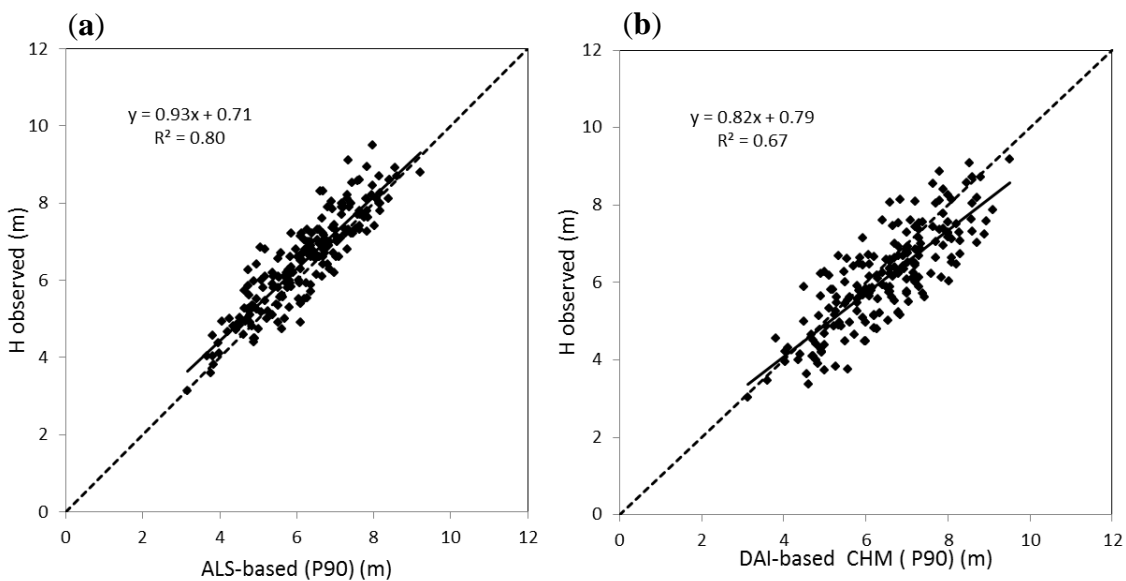 (a)
12
10
8
6
4
2
0
H observed (m)
y = 0.93x + 0.71
R² = 0.80
0 2 4 6 8 10 12
ALS-based (P90) (m)
(b)
12
10
8
6
4
2
0
H observed (m)
y = 0.82x + 0.79
R² = 0.67
0 2 4 6 8 10 12
DAI-based CHM ( P90) (m)